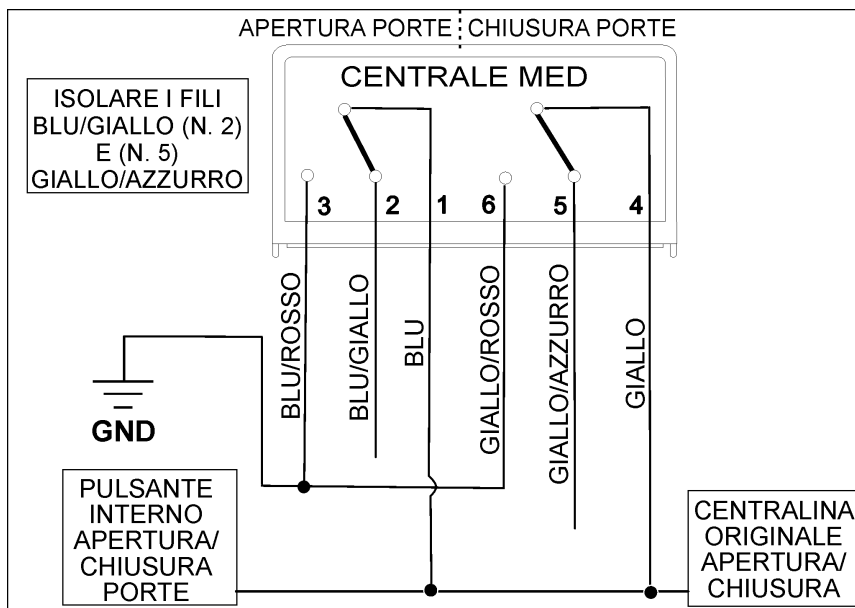 APERTURA PORTE CHIUSURA PORTE
CENTRALE MED
ISOLARE I FILI
BLU/GIALLO (N. 2)
E (N. 5)
GIALLO/AZZURRO
3 2 1 6 5 4
BLU/ROSSO
BLU/GIALLO
BLU
GIALLO/ROSSO
GIALLO/AZZURRO
GIALLO
GND
PULSANTE
INTERNO
APERTURA/
CHIUSURA
PORTE
CENTRALINA
ORIGINALE
APERTURA/
CHIUSURA